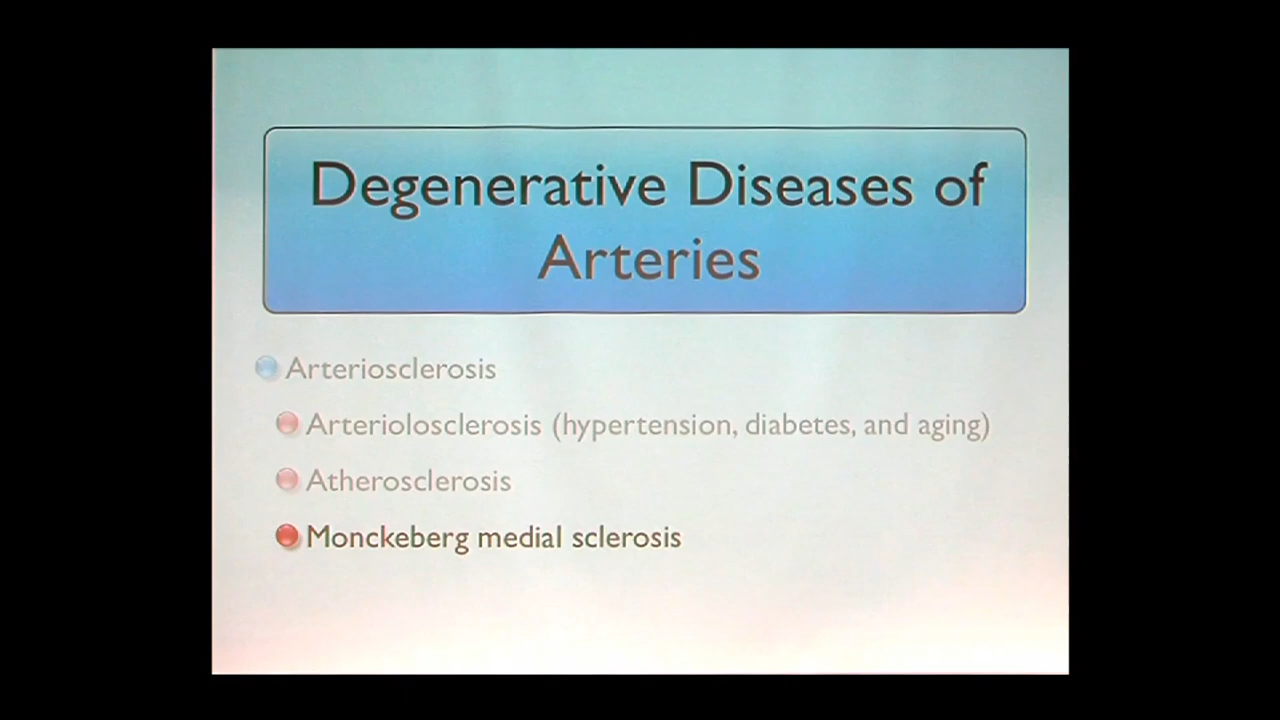 Degenerative Diseases of
Arteries
Arteriosclerosis
Arteriolosclerosis (hypertension, diabetes, and aging)
Atherosclerosis
Monckeberg medial sclerosis